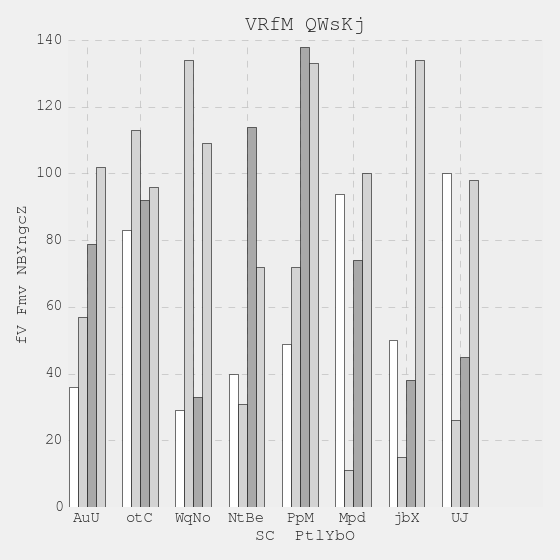 VRfM QWsKj
140
120
100
80
60
40
20
0
fV Fmv NBYngcZ
AuU otC WqNo NtBe PpM Mpd jbX UJ
SC  PtlYbO